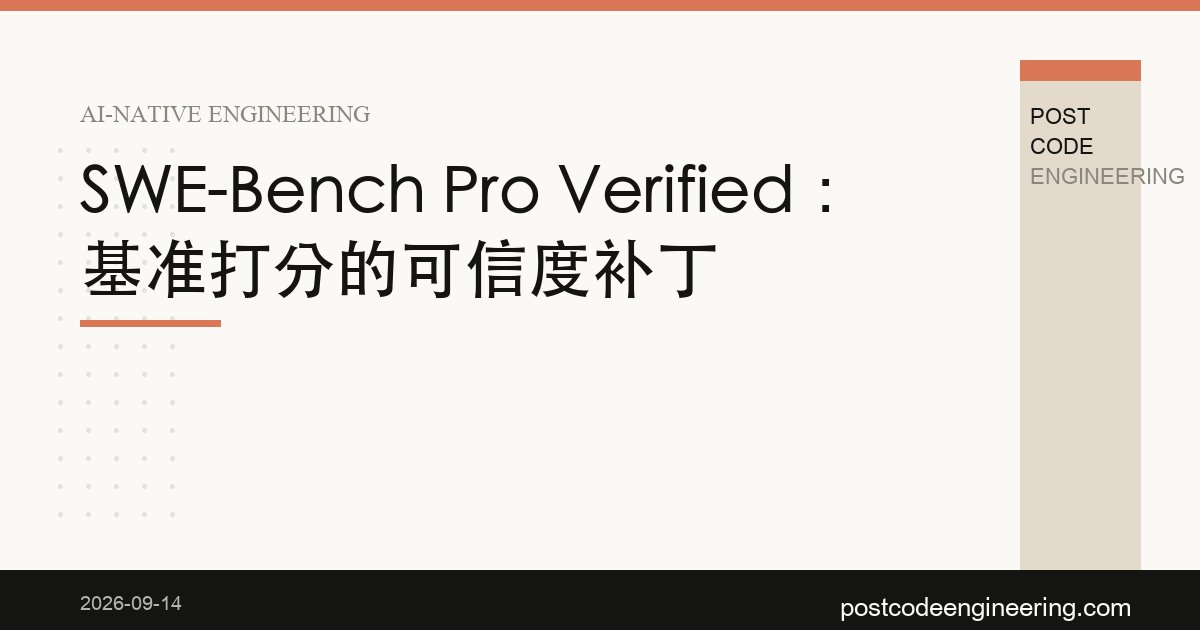 AI-NATIVE ENGINEERING
SWE-Bench Pro Verified：
基准打分的可信度补丁
POST
CODE
ENGINEERING
2026-09-14
postcodeengineering.com